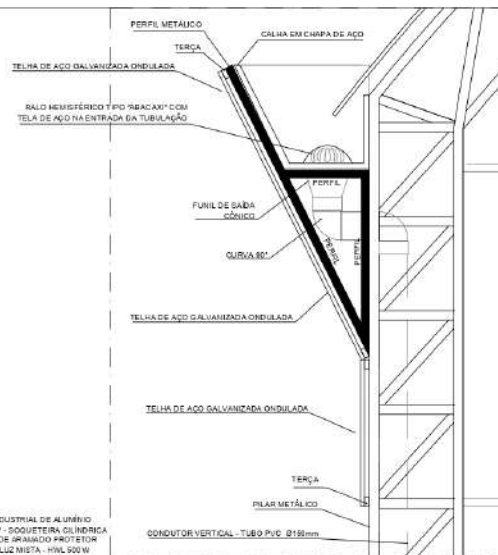 PERFIL METÁLICO
CALHA EM CHAPA DE AÇO
TERÇA
TELHA DE AÇO GALVANIZADA ONDULADA
RALO HEMISFÉRICO TIPO "ABACAXI" COM
TELA DE AÇO NA ENTRADA DA TUBULAÇÃO
PERFIL
FUNIL DE SAÍDA
CÔNICO
PERFIL
PERFIL
CURVA 90°
TELHA DE AÇO GALVANIZADA ONDULADA
TELHA DE AÇO GALVANIZADA ONDULADA
TERÇA
PILAR METÁLICO
DUSTRIAL DE ALUMÍNIO
- SOQUETEIRA CILÍNDRICA
DE ARAMADO PROTETOR
LUZ MISTA - HWL 500W
CONDUTOR VERTICAL - TUBO PVC Ø150mm